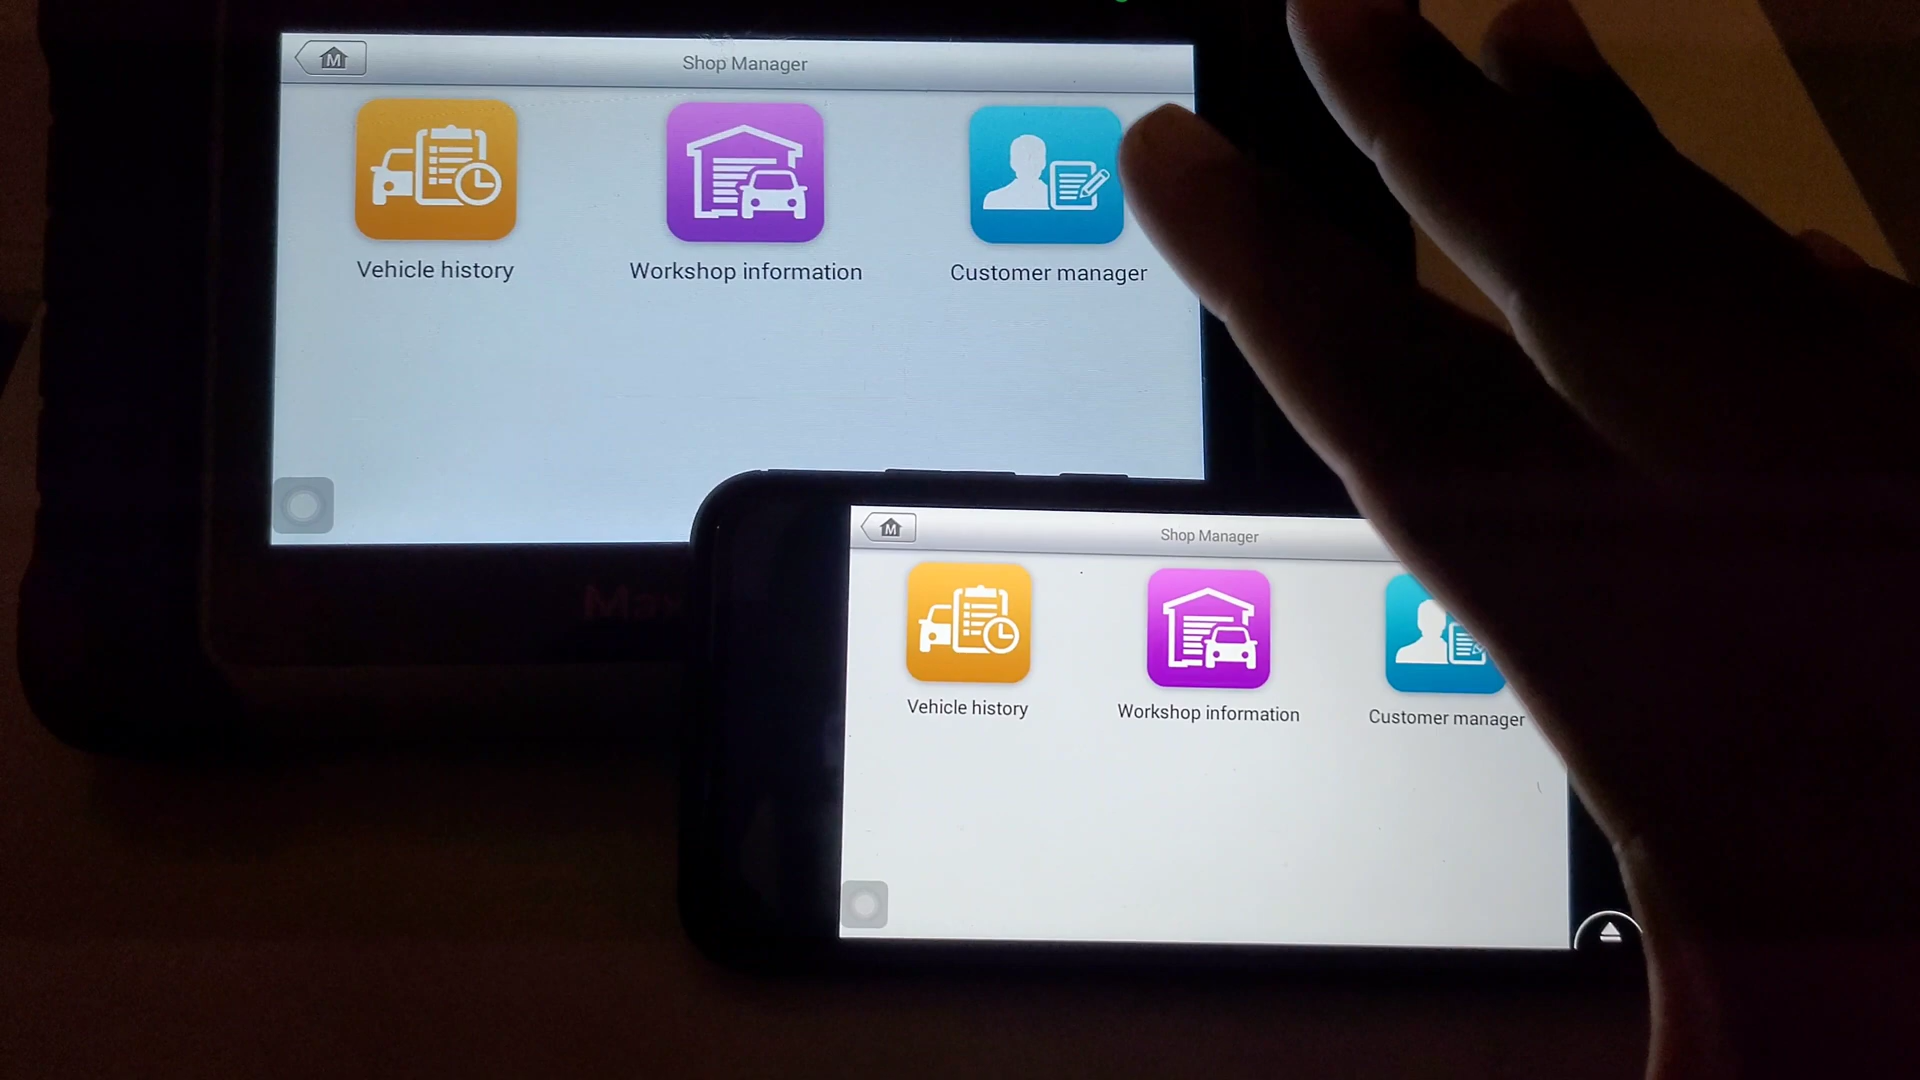 M
Shop Manager
Vehicle history
Workshop information
Customer manager
M
Shop Manager
Vehicle history
Workshop information
Customer manager